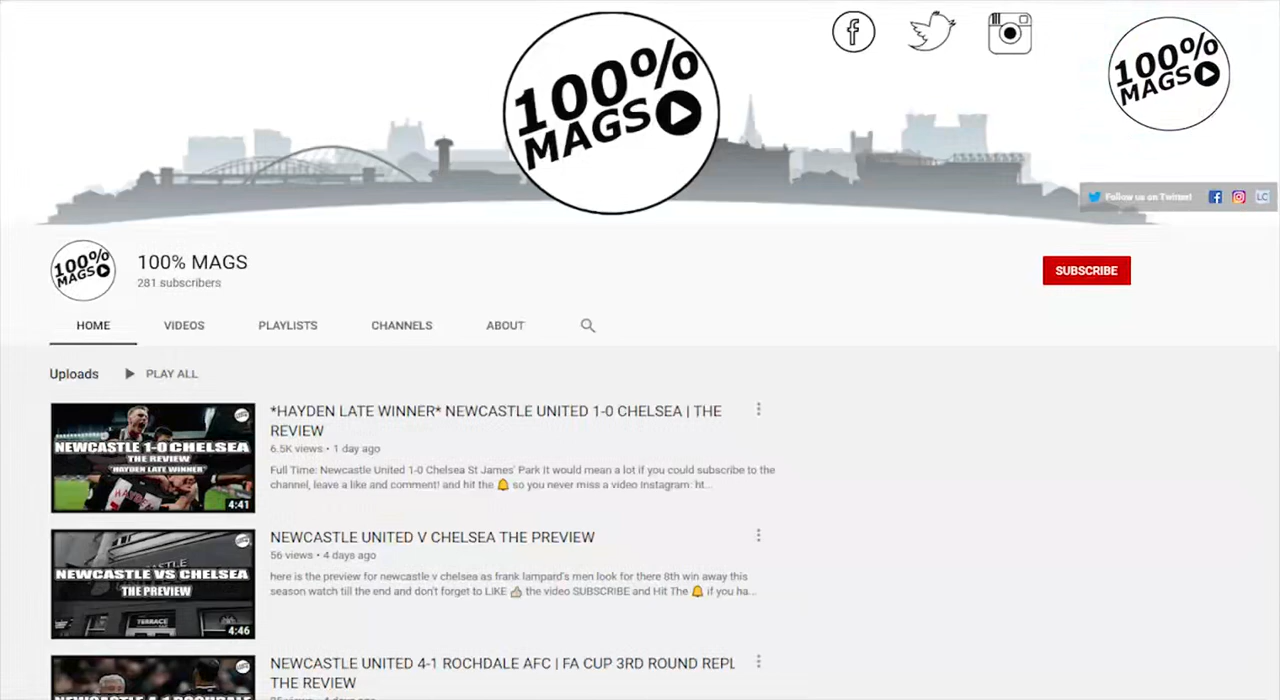 100%
MAGS
100%
MAGS
Follow us on Twitter!
LC
100%
MAGS
100% MAGS
281 subscribers
SUBSCRIBE
HOME
VIDEOS
PLAYLISTS
CHANNELS
ABOUT
Uploads
PLAY ALL
NEWCASTLE 1-0 CHELSEA
THE REVIEW
*HAYDEN LATE WINNER*
HAYDEN
4:41
*HAYDEN LATE WINNER* NEWCASTLE UNITED 1-0 CHELSEA | THE
REVIEW
6.5K views • 1 day ago
Full Time: Newcastle United 1-0 Chelsea St James' Park It would mean a lot if you could subscribe to the
channel, leave a like and comment! and hit the 🔔 so you never miss a video Instagram: ht...
NEWCASTLE VS CHELSEA
THE PREVIEW
TERRACE
4:46
NEWCASTLE UNITED V CHELSEA THE PREVIEW
56 views • 4 days ago
here is the preview for newcastle v chelsea as frank lampard's men look for there 8th win away this
season watch till the end and don't forget to LIKE 👍 the video SUBSCRIBE and Hit The 🔔 if you ha...
NEWCASTLE UNITED 4-1 ROCHDALE AFC | FA CUP 3RD ROUND REPL
THE REVIEW